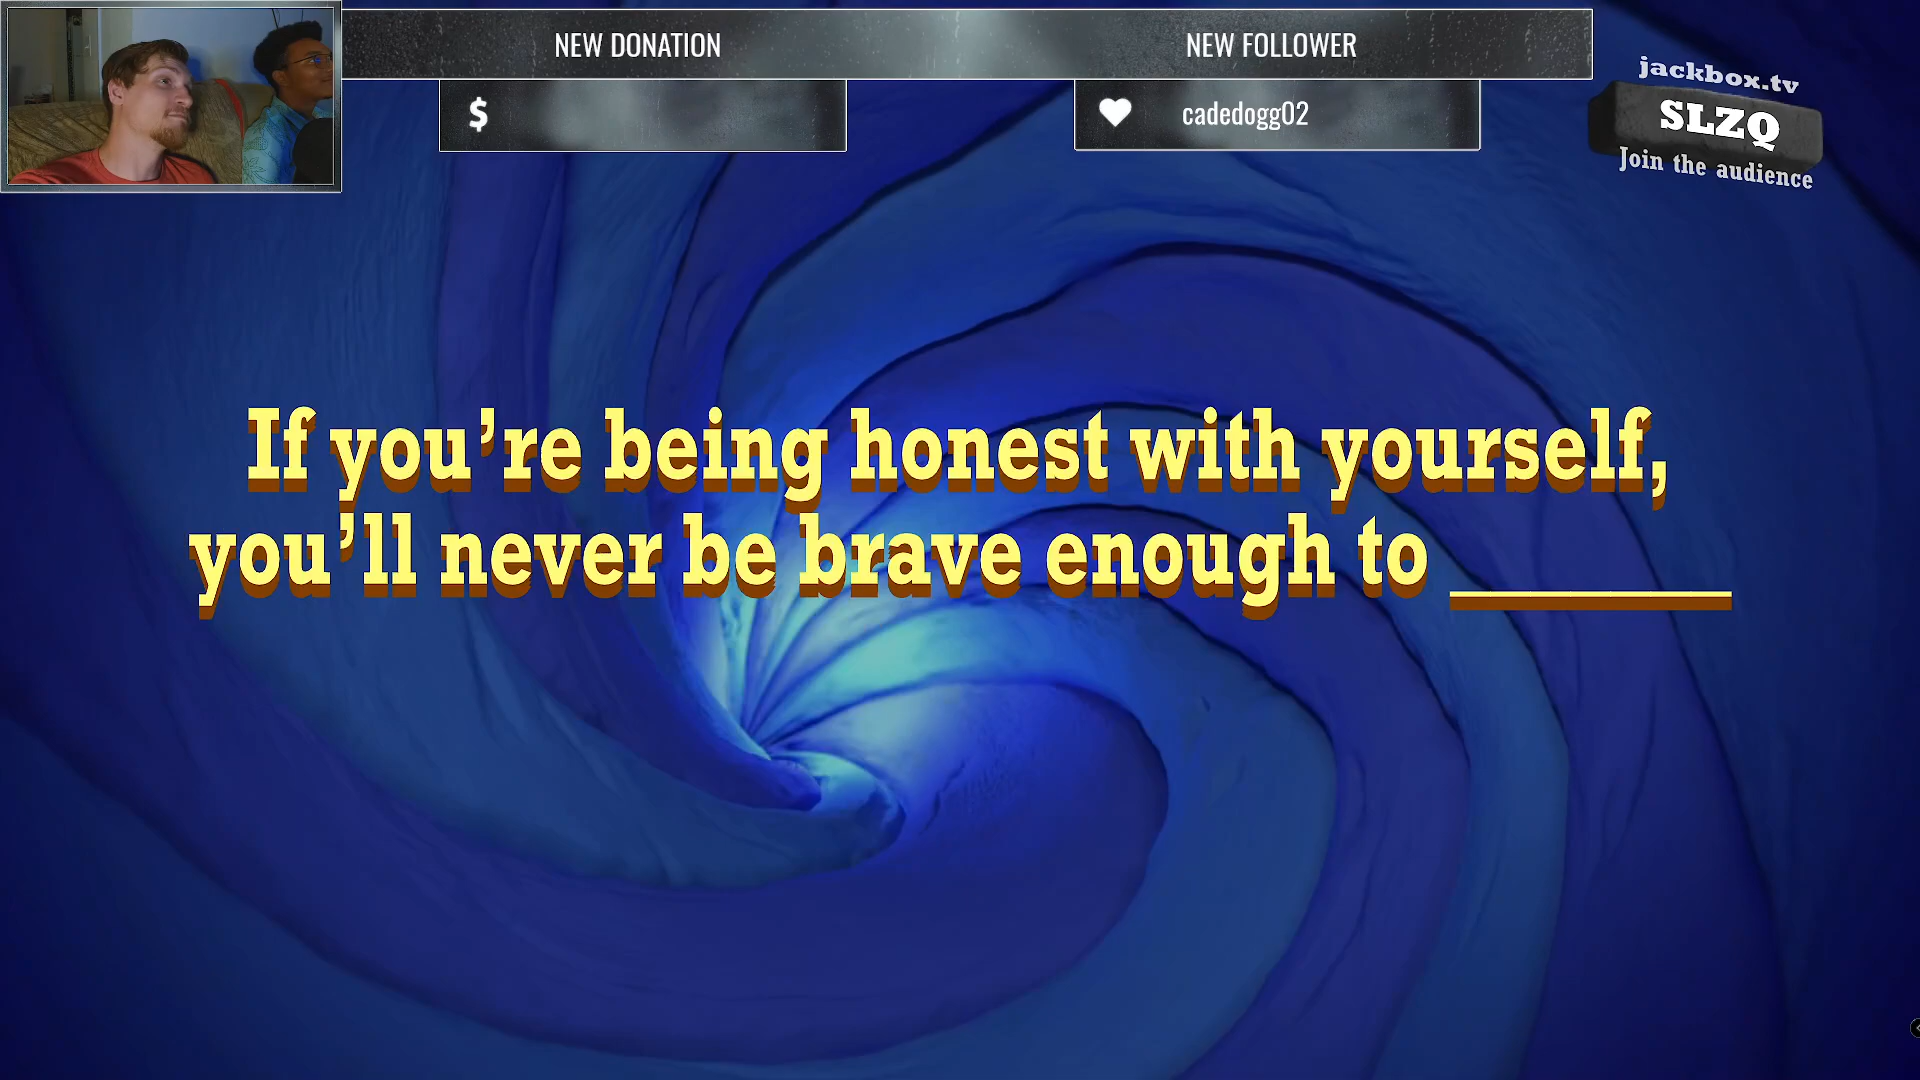 NEW DONATION
NEW FOLLOWER
$
cadedogg02
jackbox.tv
SLZQ
Join the audience
If you're being honest with yourself,
you'll never be brave enough to ________